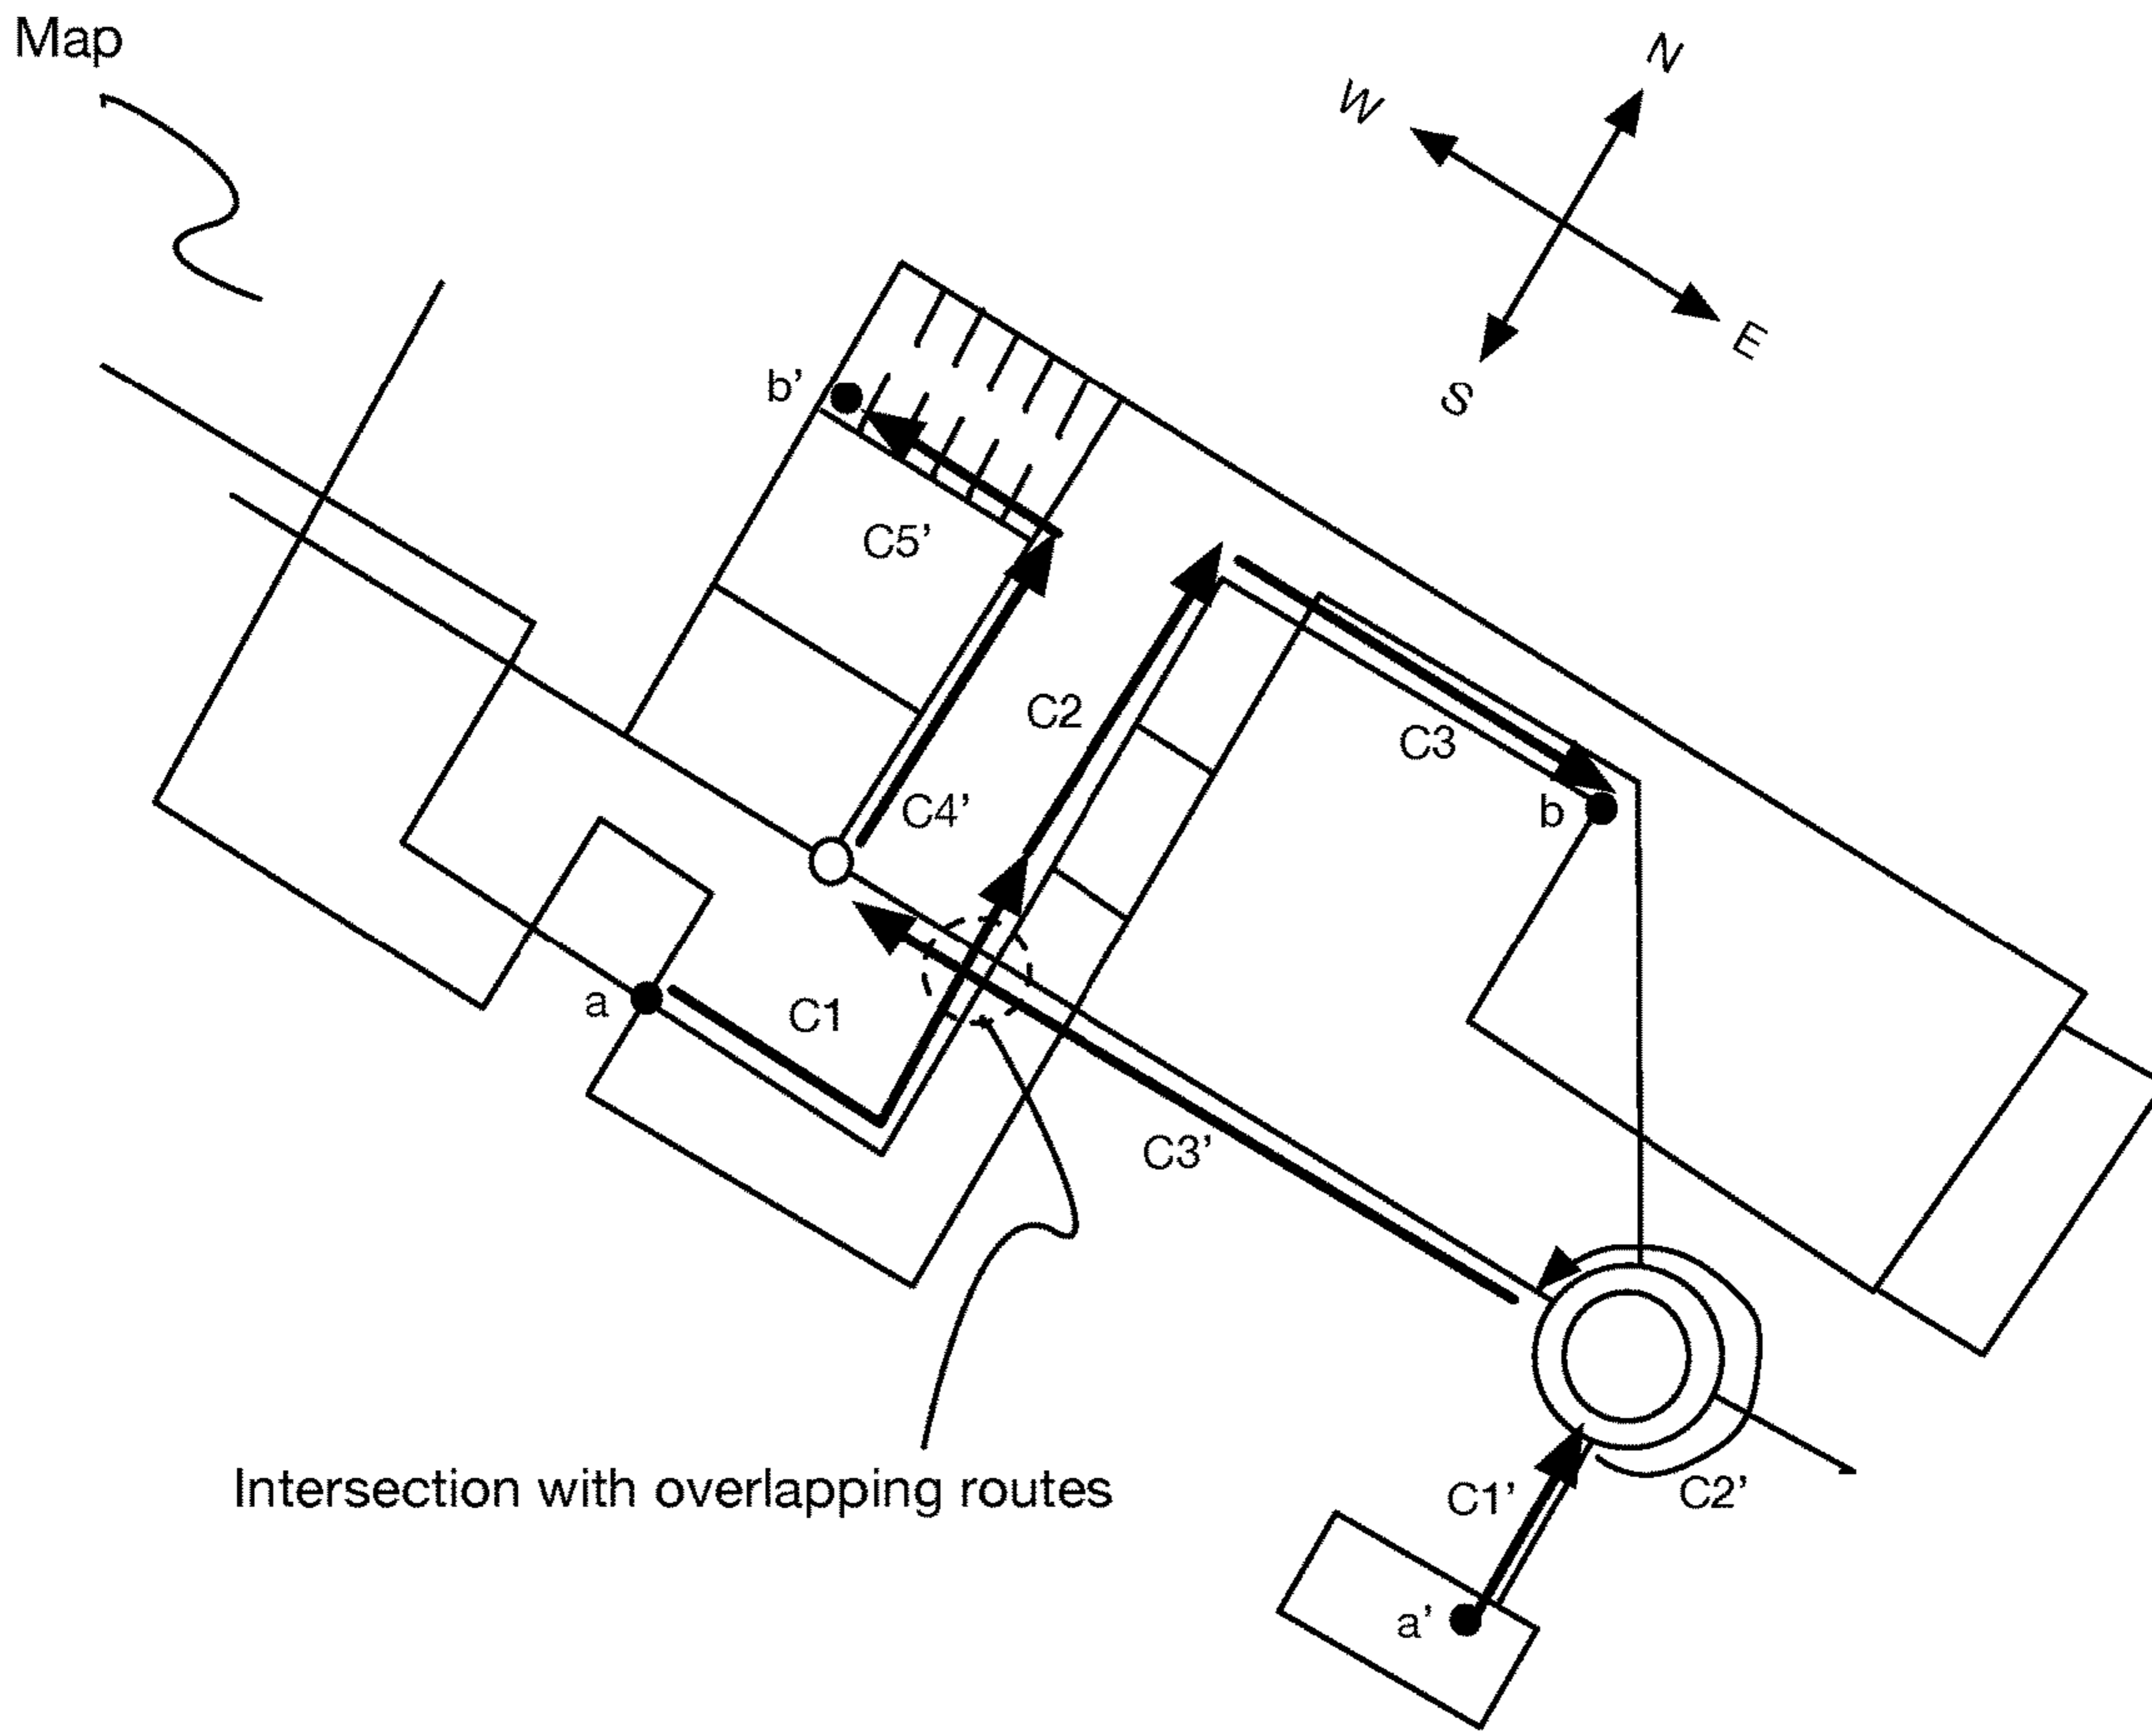 Map
N
W
E
S
b’
C5’
C2
C3
C4’
b
a
C1
C3’
Intersection with overlapping routes
C1’
C2’
a’